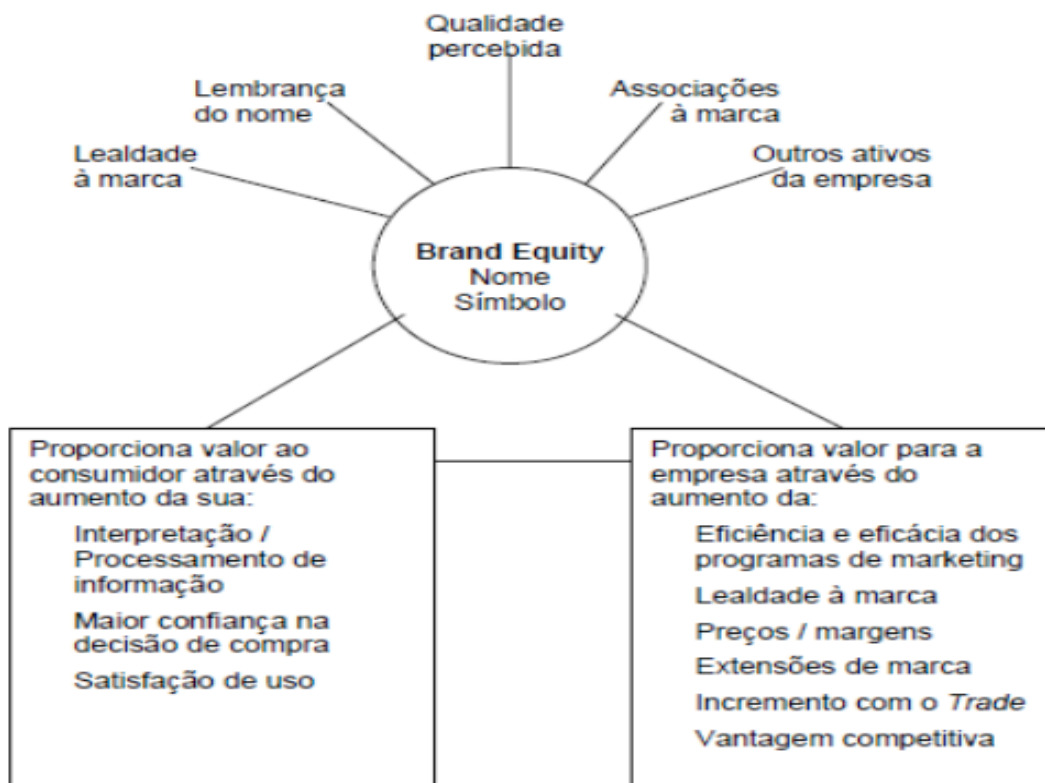 Qualidade
percebida
Lembrança
do nome
Associações
à marca
Lealdade
à marca
Outros ativos
da empresa
Brand Equity
Nome
Símbolo
Proporciona valor ao
consumidor através do
aumento da sua:
Interpretação /
Processamento de
informação
Maior confiança na
decisão de compra
Satisfação de uso
Proporciona valor para a
empresa através do
aumento da:
Eficiência e eficácia dos
programas de marketing
Lealdade à marca
Preços / margens
Extensões de marca
Incremento com o Trade
Vantagem competitiva